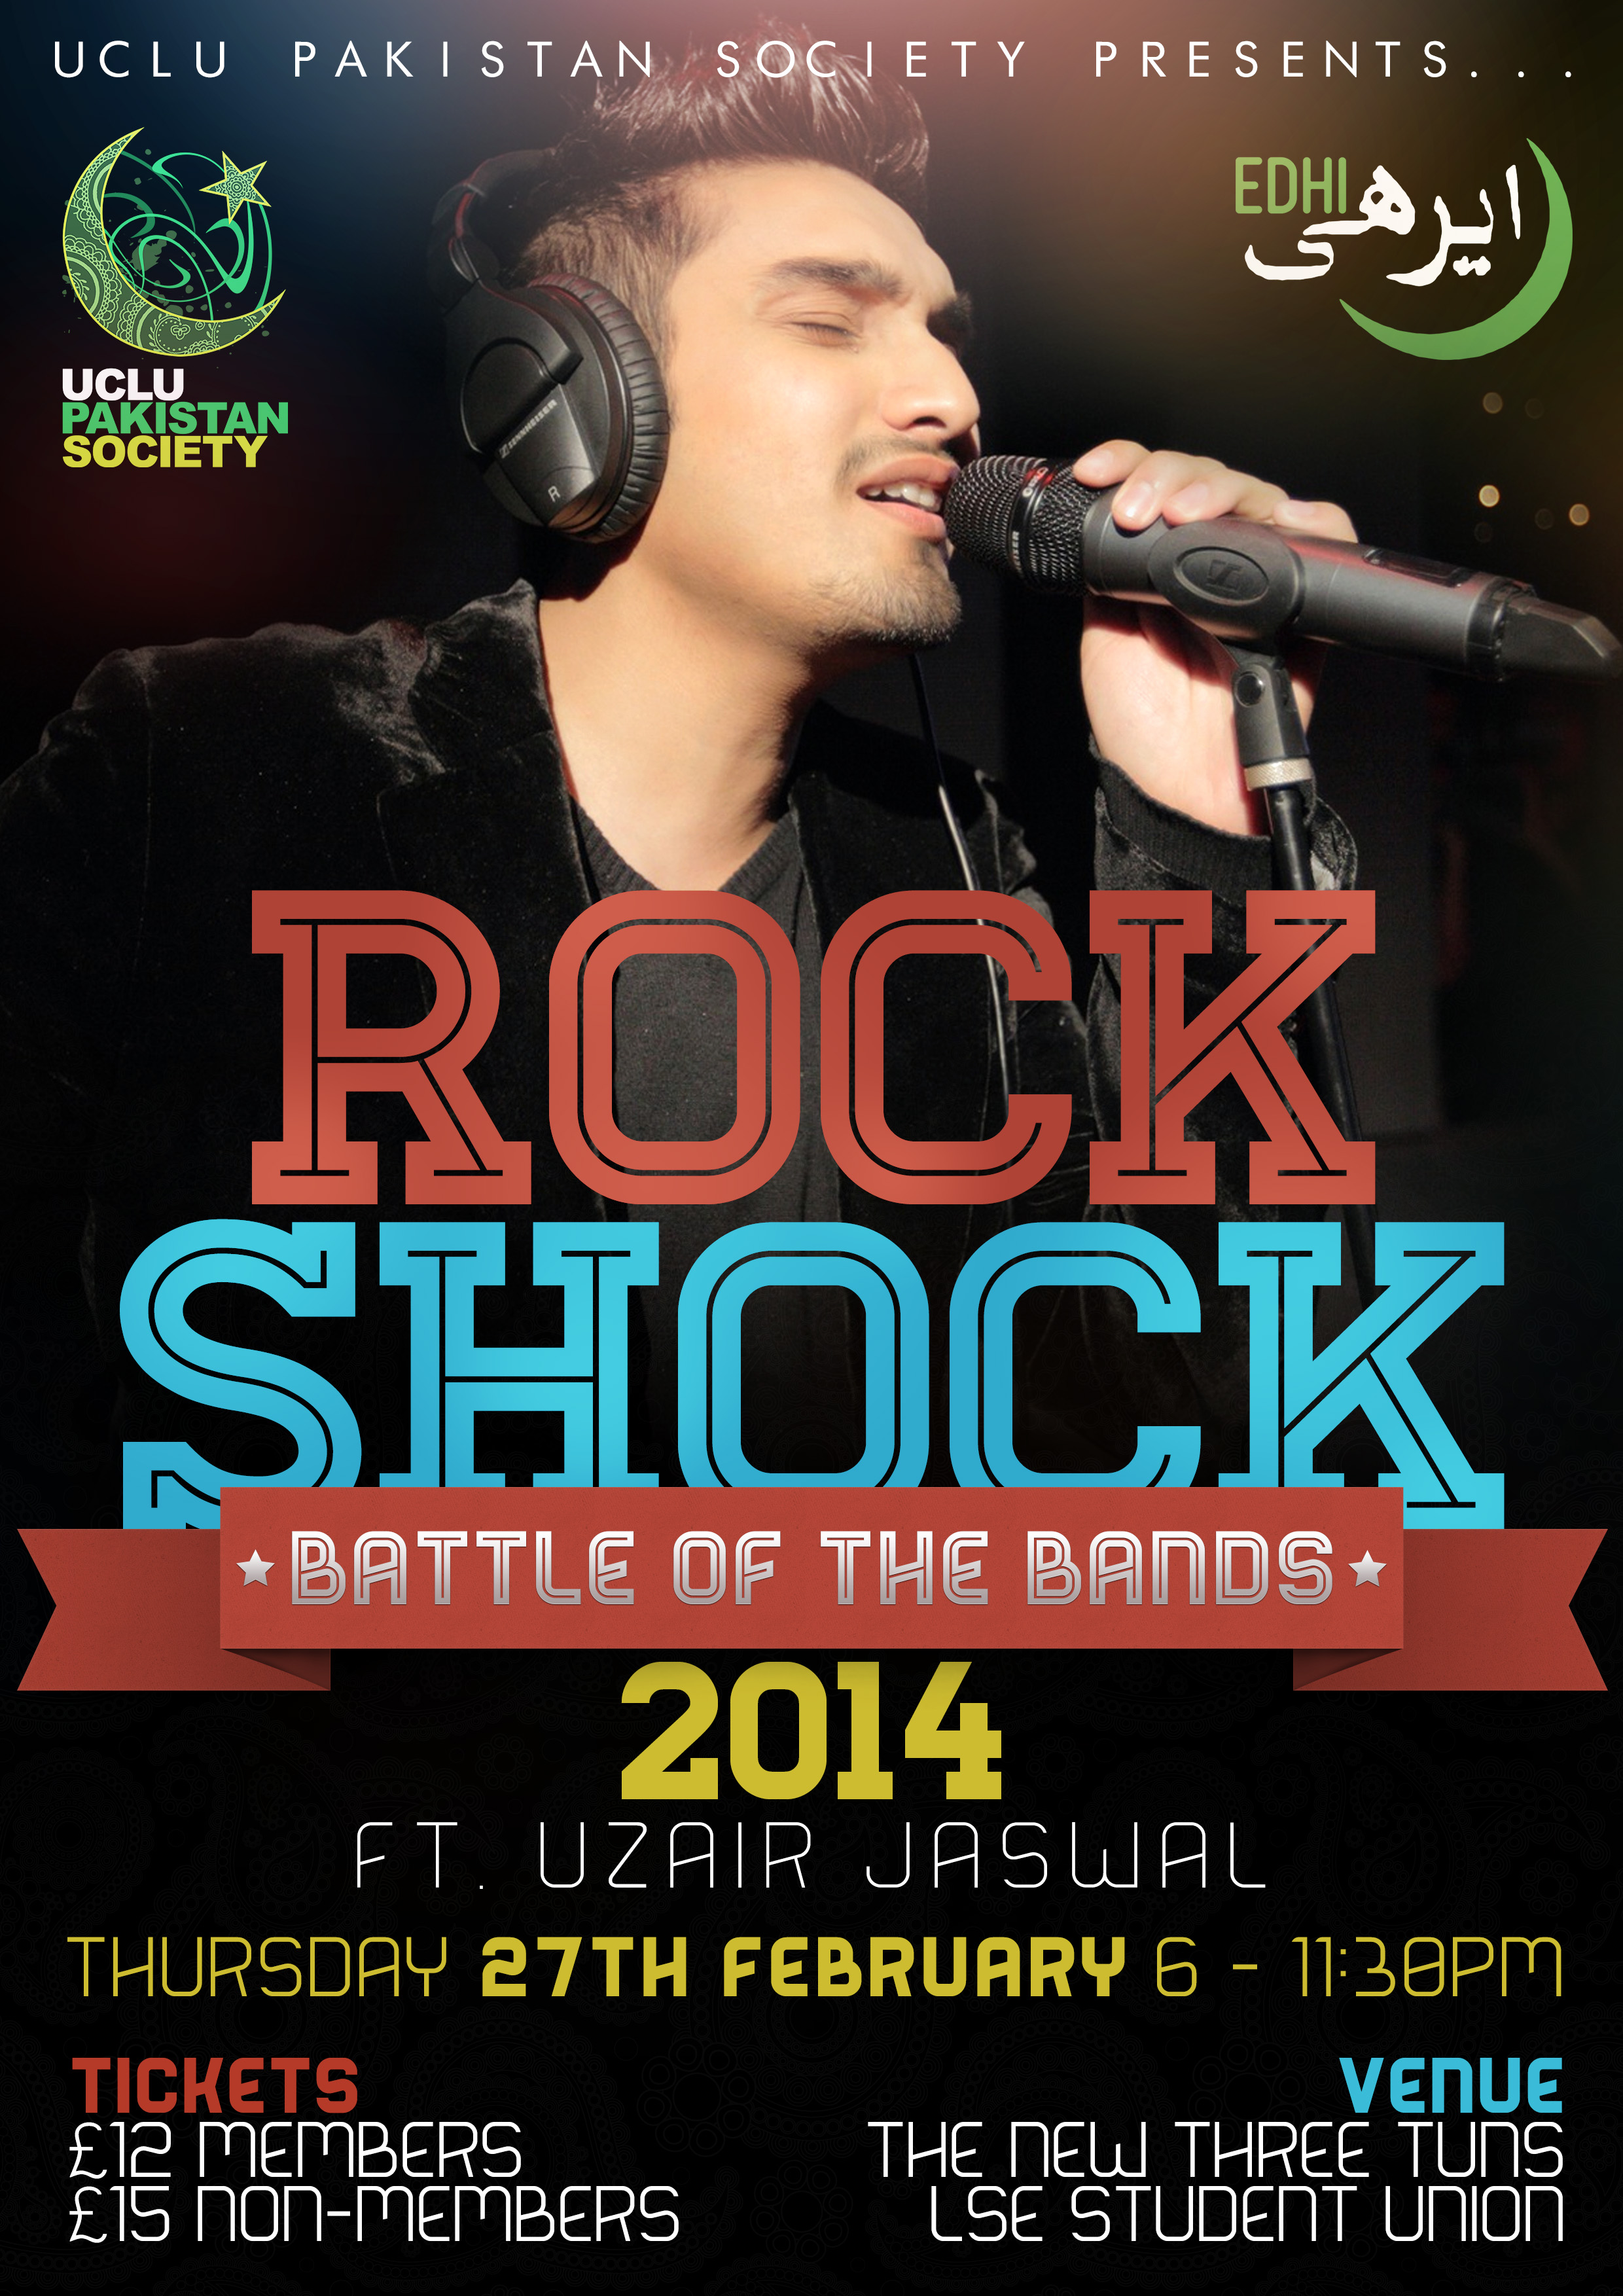 UCLU PAKISTAN SOCIETY PRESENTS...
UCLU
PAKISTAN
SOCIETY
EDHI
ایدھی
SENNHEISER
R
ROCK
SHOCK
BATTLE OF THE BANDS
2014
FT. UZAIR JASWAL
THURSDAY 27TH FEBRUARY 6 - 11:30PM
TICKETS
£12 MEMBERS
£15 NON-MEMBERS
VENUE
THE NEW THREE TUNS
LSE STUDENT UNION